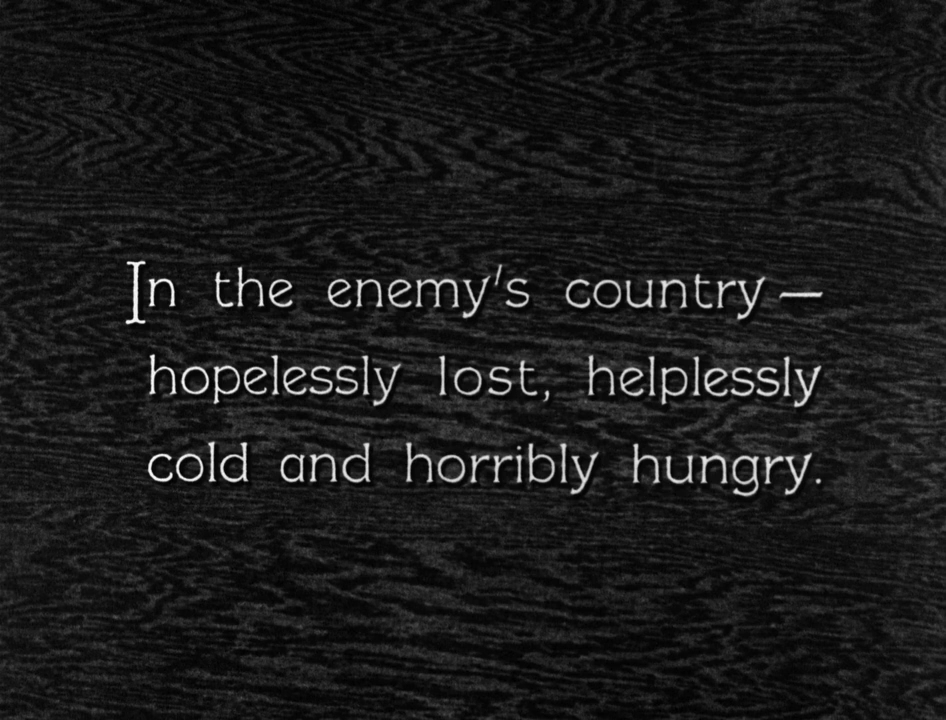 In the enemy's country —
hopelessly lost, helplessly
cold and horribly hungry.